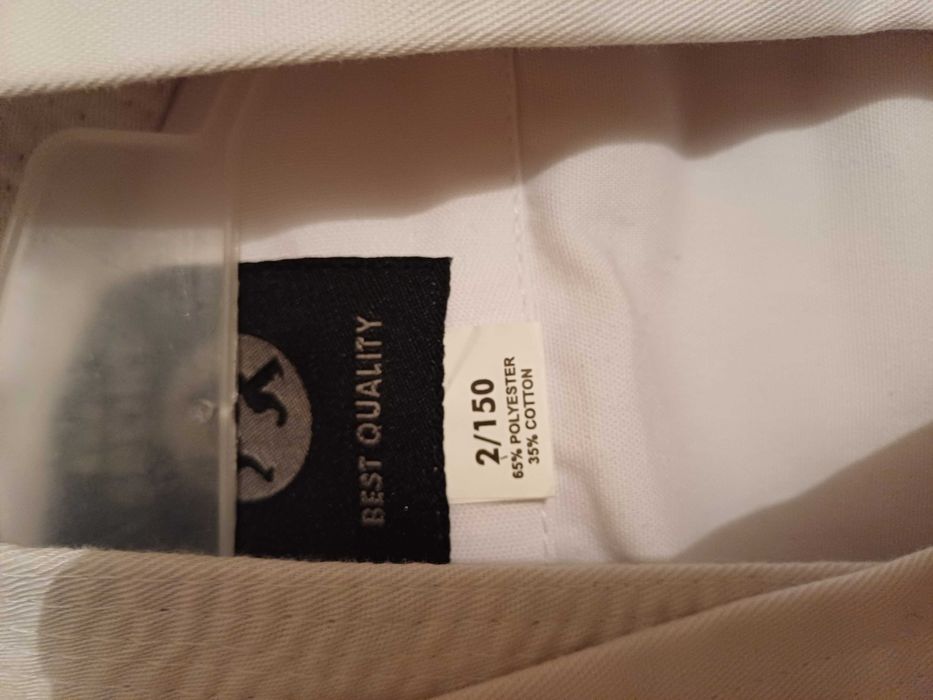 BEST QUALITY
2/150
65% POLYESTER
35% COTTON